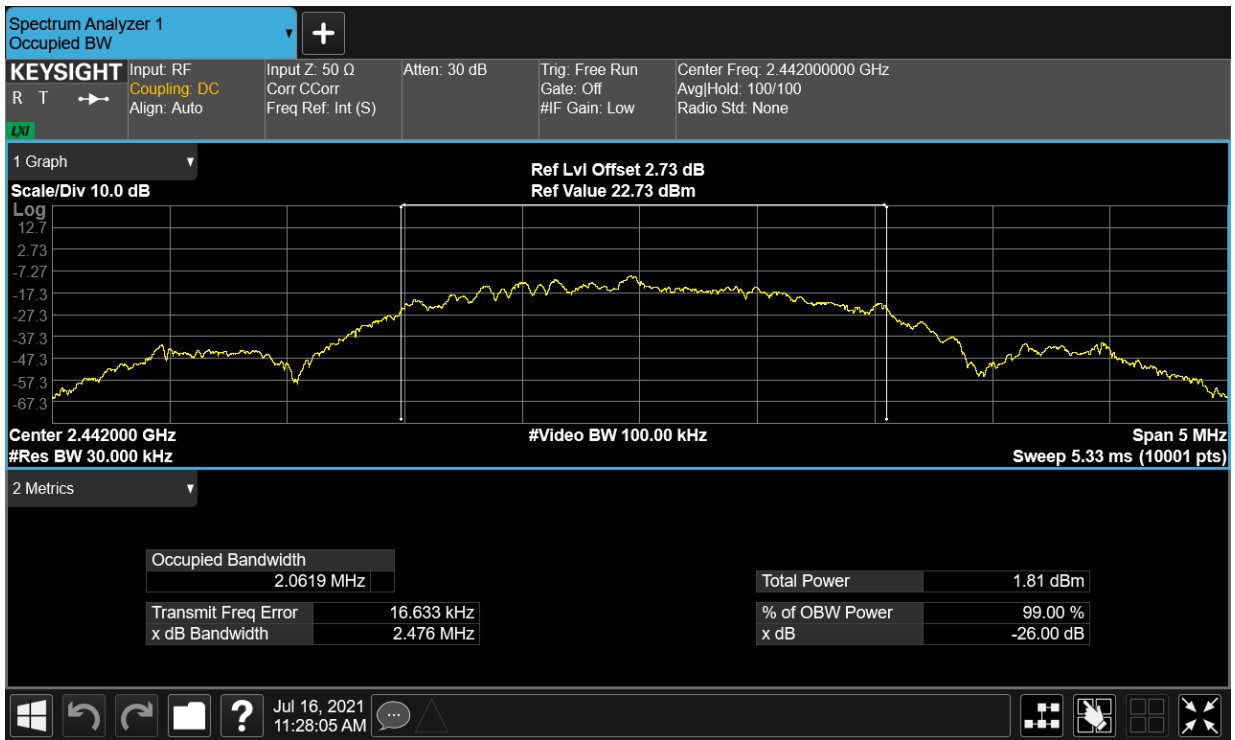 Spectrum Analyzer 1
Occupied BW
KEYSIGHT
R T
LXI
Input: RF
Coupling: DC
Align: Auto
Input Z: 50 Ω
Corr CCorr
Freq Ref: Int (S)
Atten: 30 dB
Trig: Free Run
Gate: Off
#IF Gain: Low
Center Freq: 2.442000000 GHz
Avg|Hold: 100/100
Radio Std: None
1 Graph
Scale/Div 10.0 dB
Ref Lvl Offset 2.73 dB
Ref Value 22.73 dBm
Log
12.7
2.73
-7.27
-17.3
-27.3
-37.3
-47.3
-57.3
-67.3
Center 2.442000 GHz
#Res BW 30.000 kHz
#Video BW 100.00 kHz
Span 5 MHz
Sweep 5.33 ms (10001 pts)
2 Metrics
Occupied Bandwidth
2.0619 MHz
Transmit Freq Error 16.633 kHz
x dB Bandwidth 2.476 MHz
Total Power 1.81 dBm
% of OBW Power 99.00 %
x dB -26.00 dB
?
Jul 16, 2021
11:28:05 AM